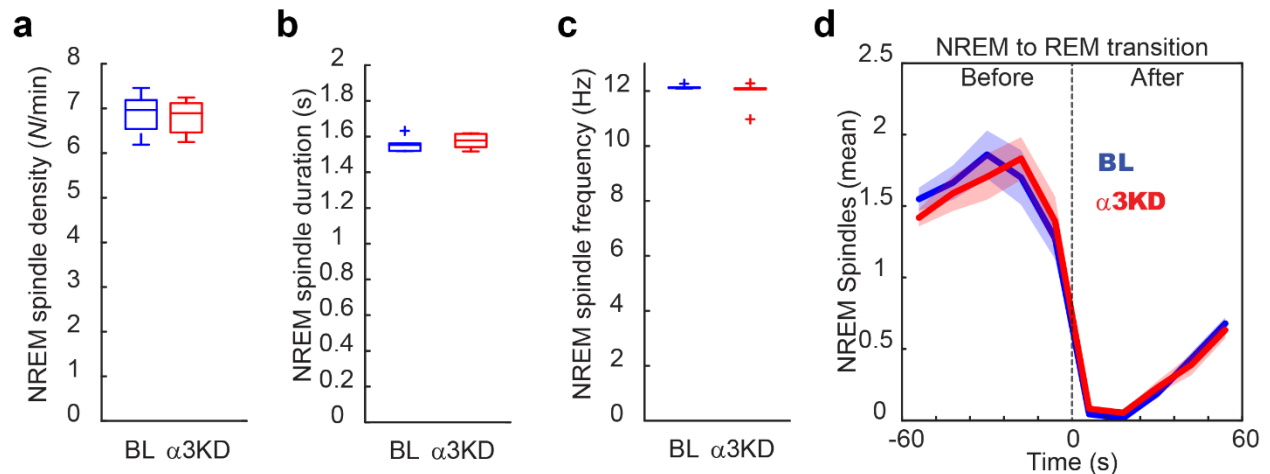 a
NREM spindle density (N/min)
8
7
6
5
4
3
2
1
0
BL α3KD
b
NREM spindle duration (s)
2
1.8
1.6
1.4
1.2
1
0.8
0.6
0.4
0.2
0
BL α3KD
c
NREM spindle frequency (Hz)
12
10
8
6
4
2
0
BL α3KD
d
NREM to REM transition
Before After
NREM Spindles (mean)
2.5
2
1.5
1
0.5
0
BL
α3KD
-60 0 60
Time (s)